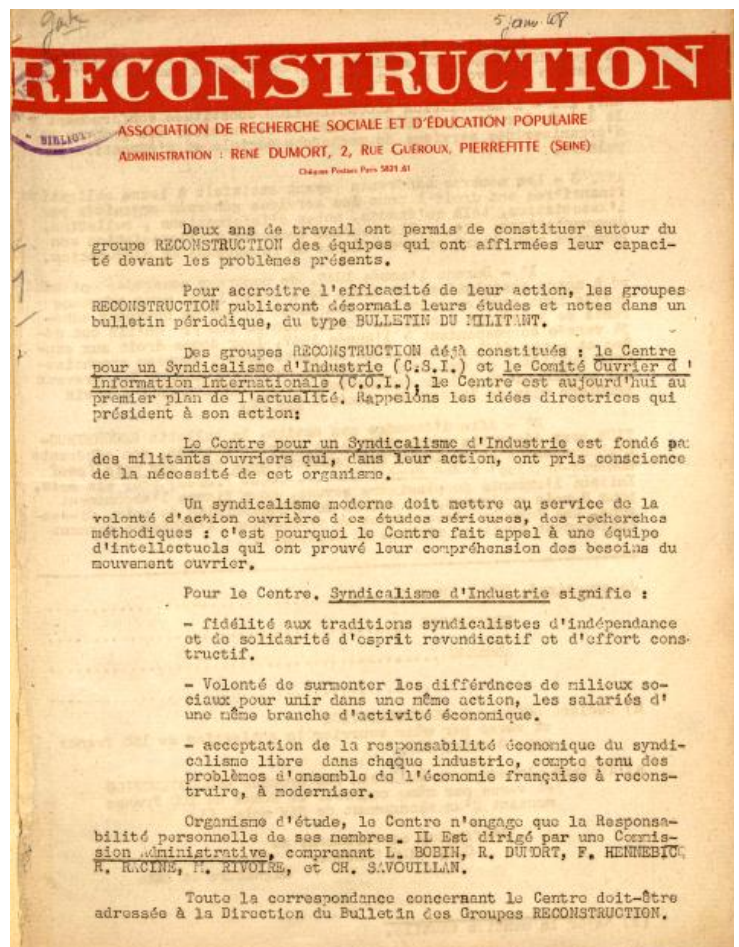 5 janv. 48
RECONSTRUCTION
BIBLIOT
ASSOCIATION DE RECHERCHE SOCIALE ET D'ÉDUCATION POPULAIRE
ADMINISTRATION : RENÉ DUMORT, 2, RUE GUÉROUX, PIERREFITTE (SEINE)
Chèques Postaux Paris 5821.61
Deux ans de travail ont permis de constituer autour du
groupe RECONSTRUCTION des équipes qui ont affirmées leur capaci-
té devant les problèmes présents.
Pour accroitre l'efficacité de leur action, les groupes
RECONSTRUCTION publieront désormais leurs études et notes dans un
bulletin périodique, du type BULLETIN DU MILITANT.
Des groupes RECONSTRUCTION déjà constitués : le Centre
pour un Syndicalisme d'Industrie (C.S.I.) et le Comité Ouvrier d'
Information Internationale (C.O.I.), le Centre est aujourd'hui au
premier plan de l'actualité. Rappelons les idées directrices qui
président à son action:
Le Centre pour un Syndicalisme d'Industrie est fondé pa
des militants ouvriers qui, dans leur action, ont pris conscience
de la nécessité de cet organisme.
Un syndicalisme moderne doit mettre au service de la
volonté d'action ouvrière d es études sérieuses, des recherches
méthodiques : c'est pourquoi le Centre fait appel à une équipe
d'intellectuels qui ont prouvé leur compréhension des besoins du
mouvement ouvrier.
Pour le Centre. Syndicalisme d'Industrie signifie :
- fidélité aux traditions syndicalistes d'indépendance
et de solidarité d'esprit revendicatif et d'effort cons-
tructif.
- Volonté de surmonter les différdnces de milieux so-
ciaux pour unir dans une même action, les salariés d'
une même branche d'activité économique.
- acceptation de la responsabilité économique du syndi-
calisme libre dans chaque industrie, compte tenu des
problèmes d'ensemble de l'économie française à recons-
truire, à moderniser.
Organisme d'étude, le Centre n'engage que la Responsa-
bilité personnelle de ses membres. IL Est dirigé par une Commis-
sion Administrative, comprenant L. BOBIN, R. DUMORT, F. HENNEBICQ
R. RACINE, M. RIVOIRE, et CH. SAVOUILLAN.
Toute la correspondance concernant le Centre doit-être
adressée à la Direction du Bulletin des Groupes RECONSTRUCTION.